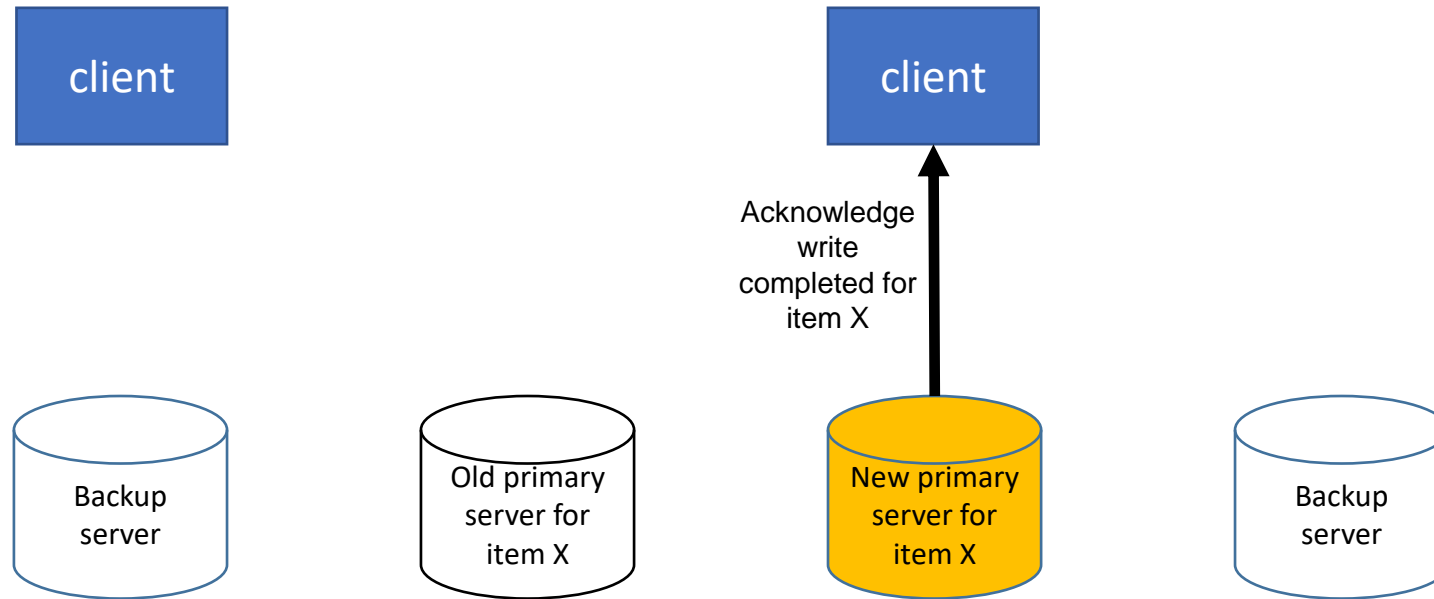 client
client
Acknowledge
write
completed for
item X
Backup
server
Old primary
server for
item X
New primary
server for
item X
Backup
server